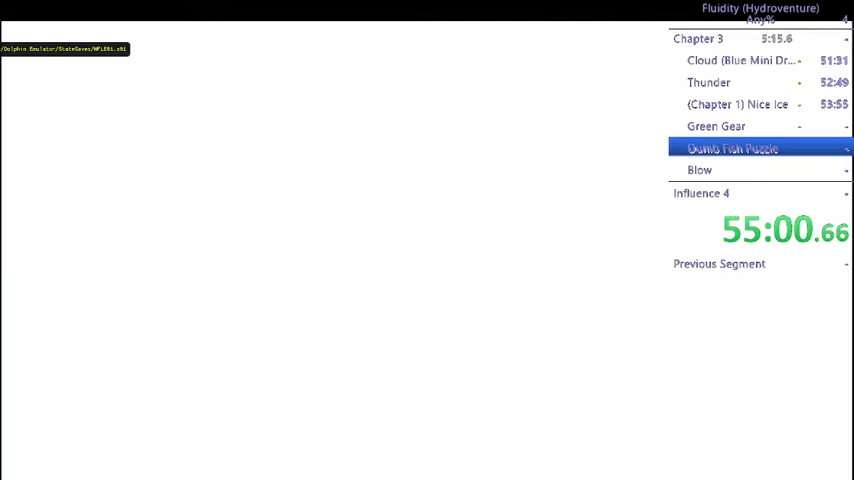 Fluidity (Hydroventure)
Any% 4
/Dolphin Emulator/StateSaves/WFLE01.s01
Chapter 3 5:15.6 -
Cloud (Blue Mini Dr... - 51:31
Thunder - 52:49
(Chapter 1) Nice Ice - 53:55
Green Gear - -
Dumb Fish Puzzle -
Blow -
Influence 4 -
55:00.66
Previous Segment -